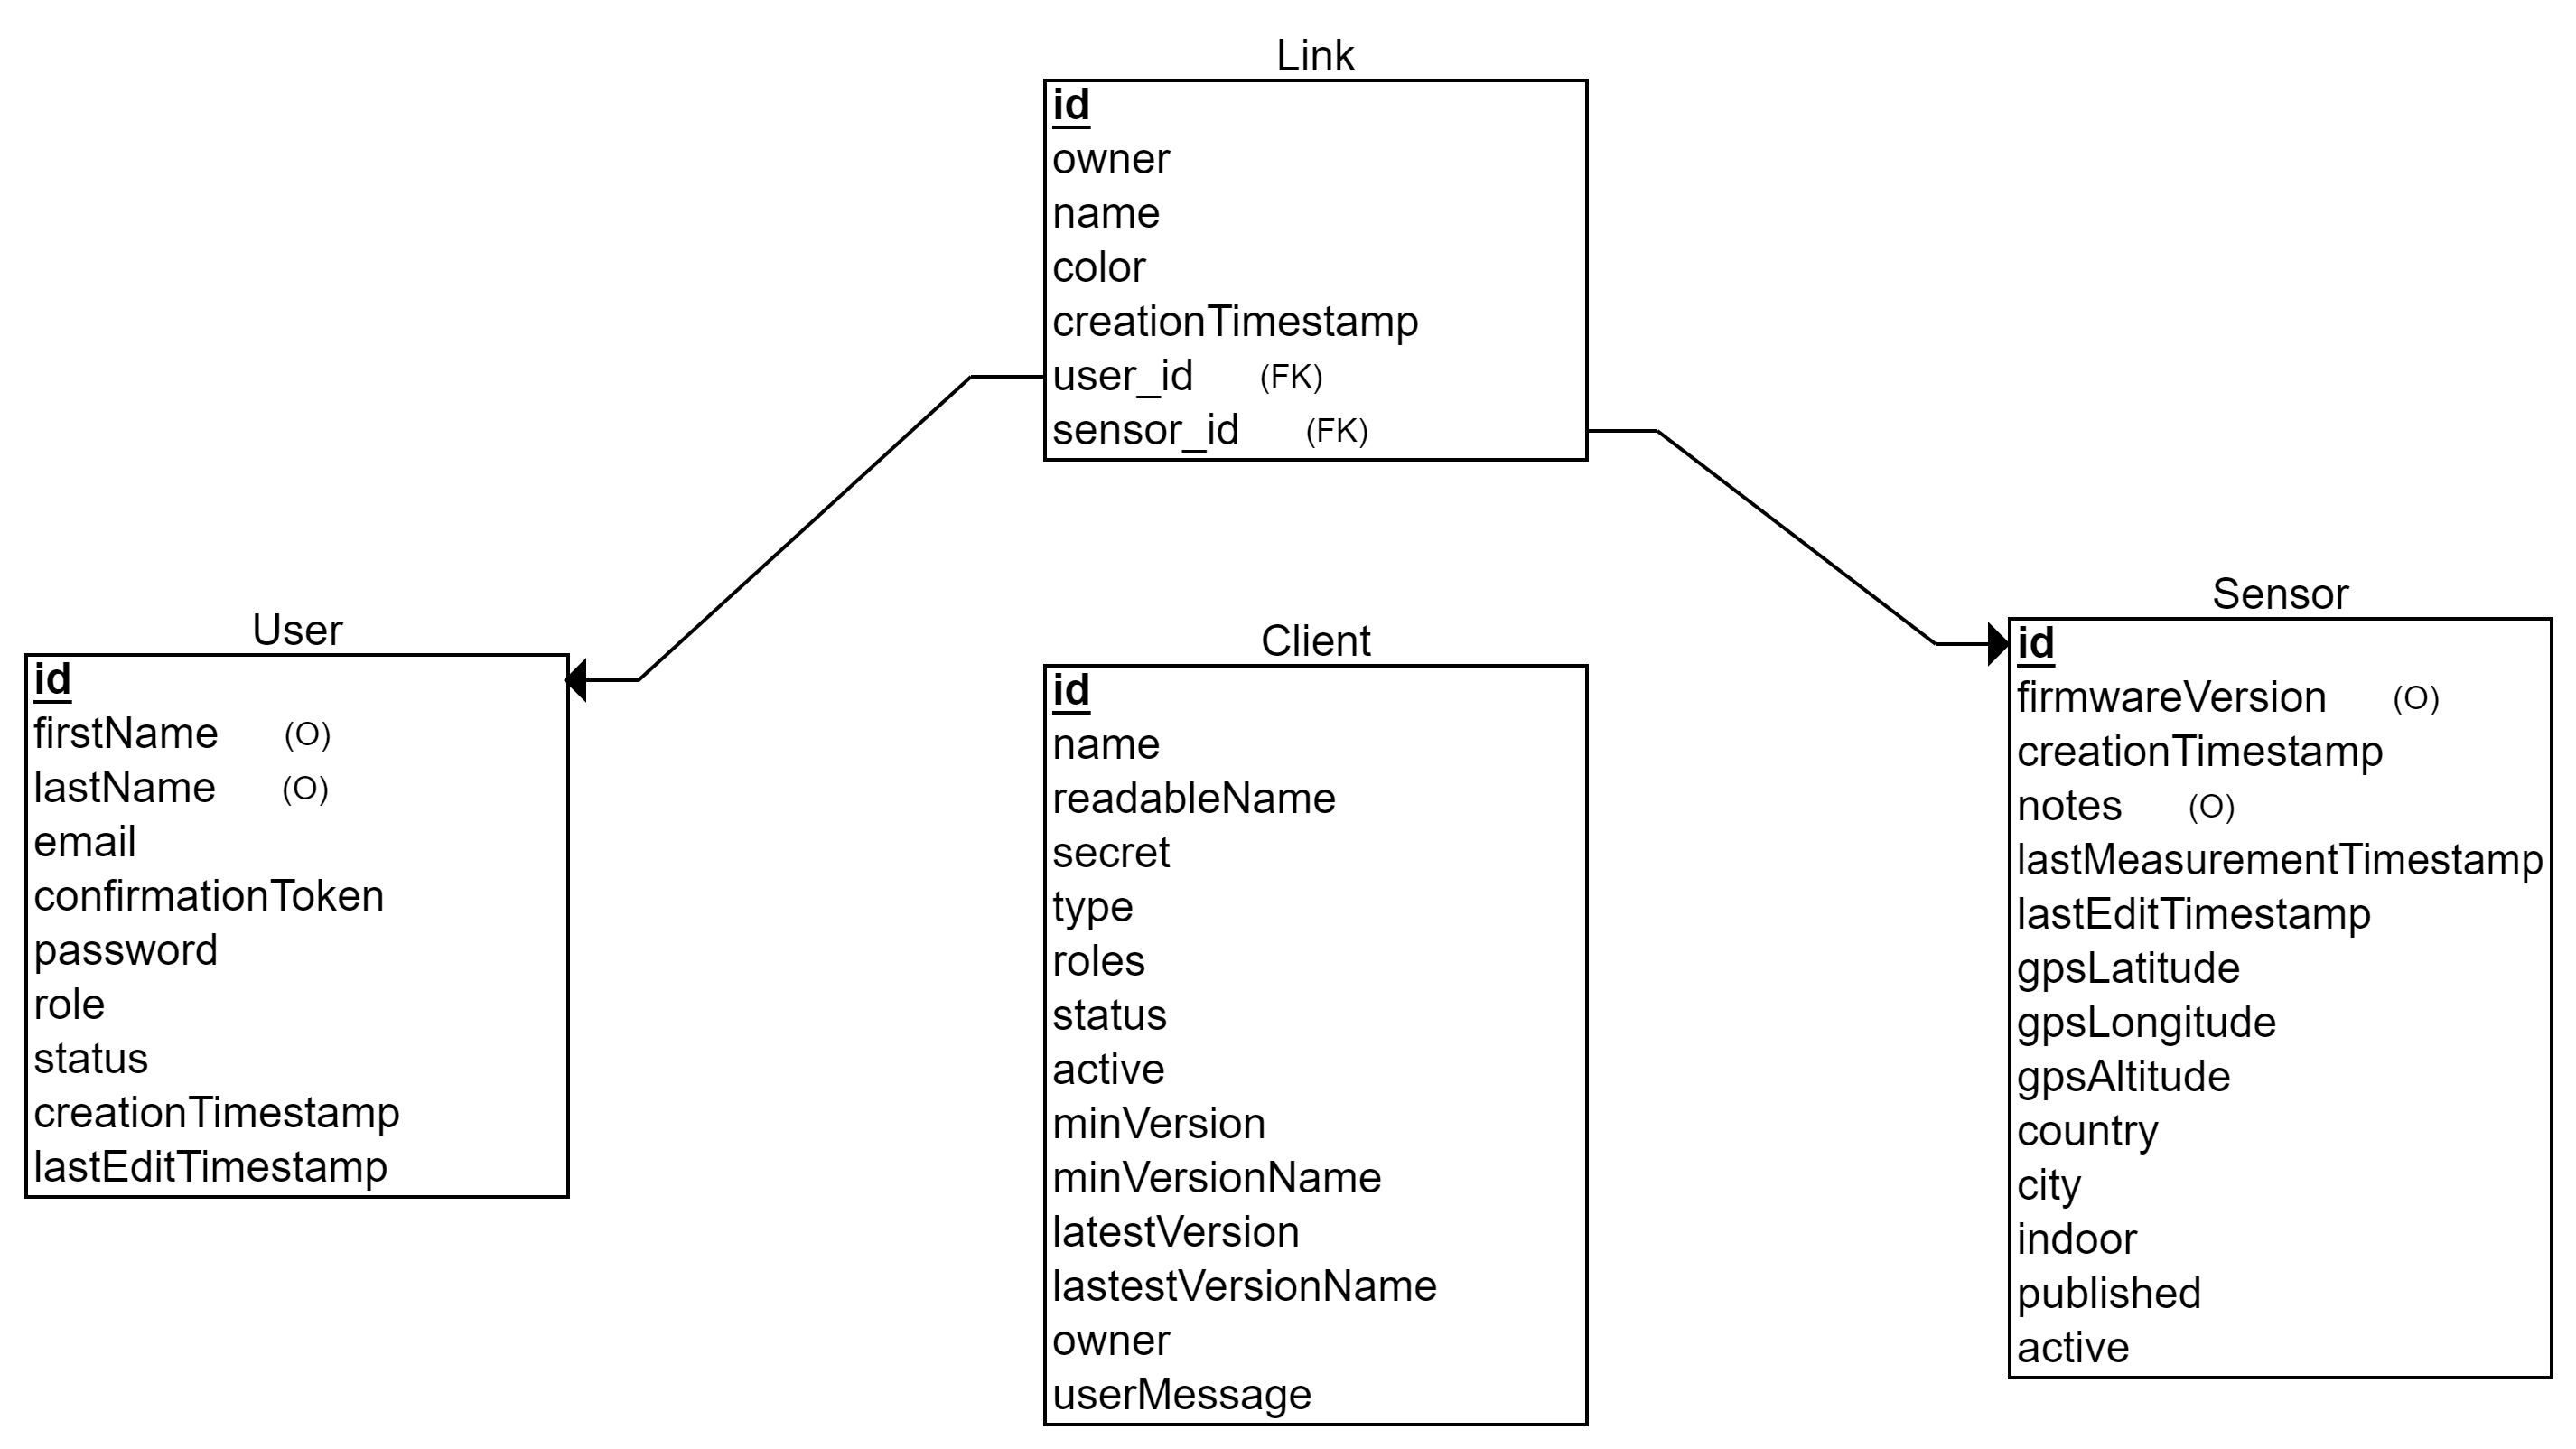 Link
id
owner
name
color
creationTimestamp
user_id (FK)
sensor_id (FK)
User
id
firstName (O)
lastName (O)
email
confirmationToken
password
role
status
creationTimestamp
lastEditTimestamp
Client
id
name
readableName
secret
type
roles
status
active
minVersion
minVersionName
latestVersion
lastestVersionName
owner
userMessage
Sensor
id
firmwareVersion (O)
creationTimestamp
notes (O)
lastMeasurementTimestamp
lastEditTimestamp
gpsLatitude
gpsLongitude
gpsAltitude
country
city
indoor
published
active